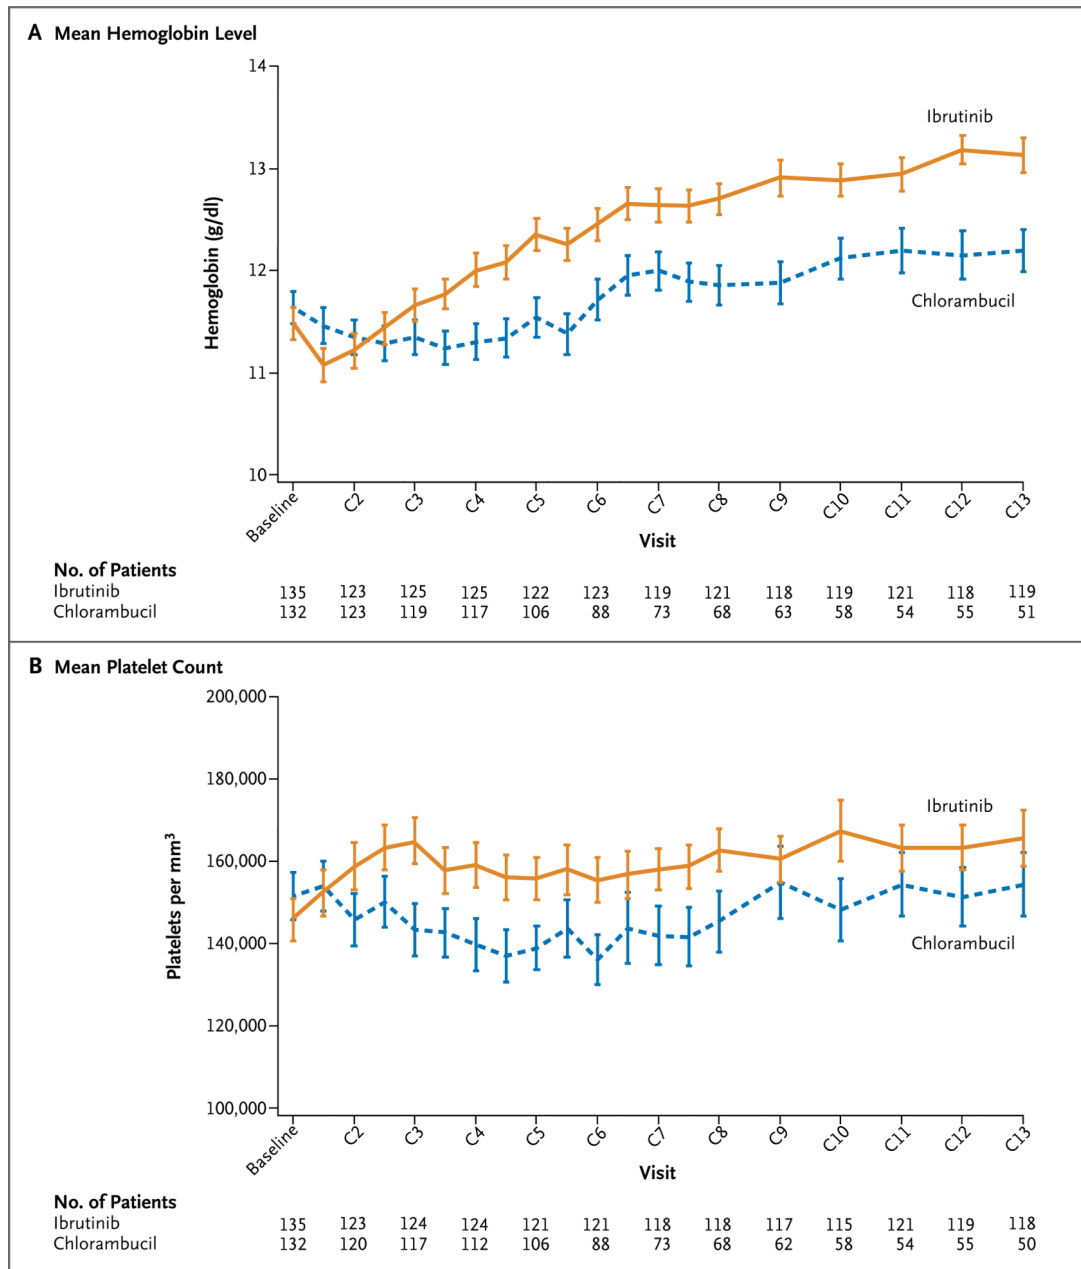 A Mean Hemoglobin Level
14
13
12
11
10
Hemoglobin (g/dl)
Ibrutinib
Chlorambucil
Baseline C2 C3 C4 C5 C6 C7 C8 C9 C10 C11 C12 C13
Visit
No. of Patients
Ibrutinib 135 123 125 125 122 123 119 121 118 119 121 118 119
Chlorambucil 132 123 119 117 106 88 73 68 63 58 54 55 51
B Mean Platelet Count
200,000
180,000
160,000
140,000
120,000
100,000
Platelets per mm³
Ibrutinib
Chlorambucil
Baseline C2 C3 C4 C5 C6 C7 C8 C9 C10 C11 C12 C13
Visit
No. of Patients
Ibrutinib 135 123 124 124 121 121 118 118 117 115 121 119 118
Chlorambucil 132 120 117 112 106 88 73 68 62 58 54 55 50